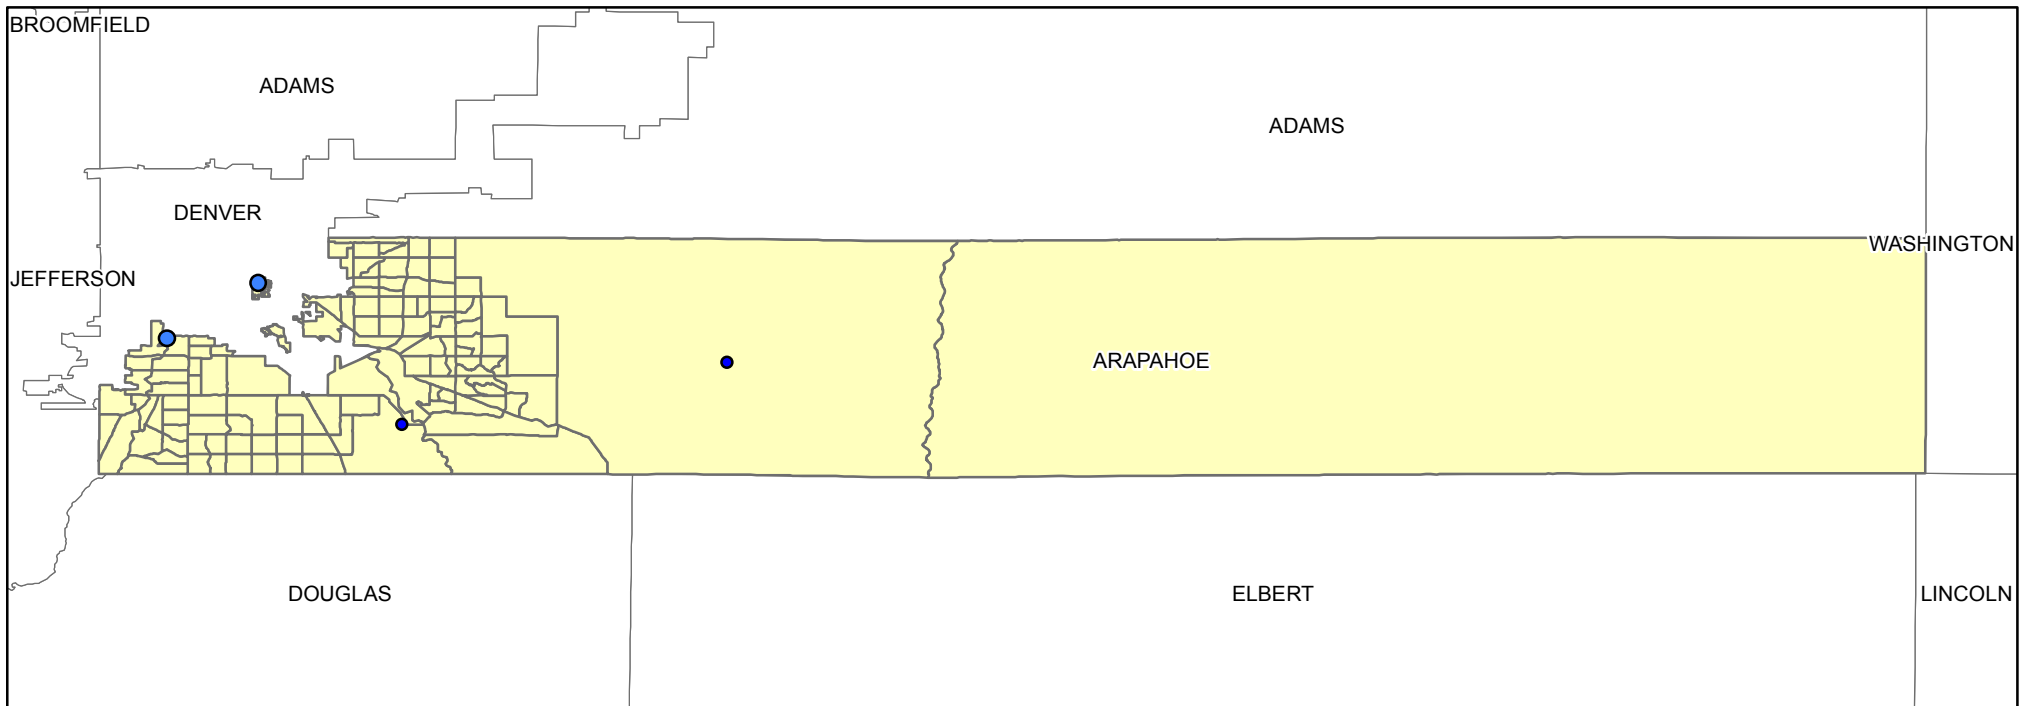 BROOMFIELD
ADAMS
ADAMS
DENVER
WASHINGTON
JEFFERSON
ARAPAHOE
DOUGLAS
ELBERT
LINCOLN